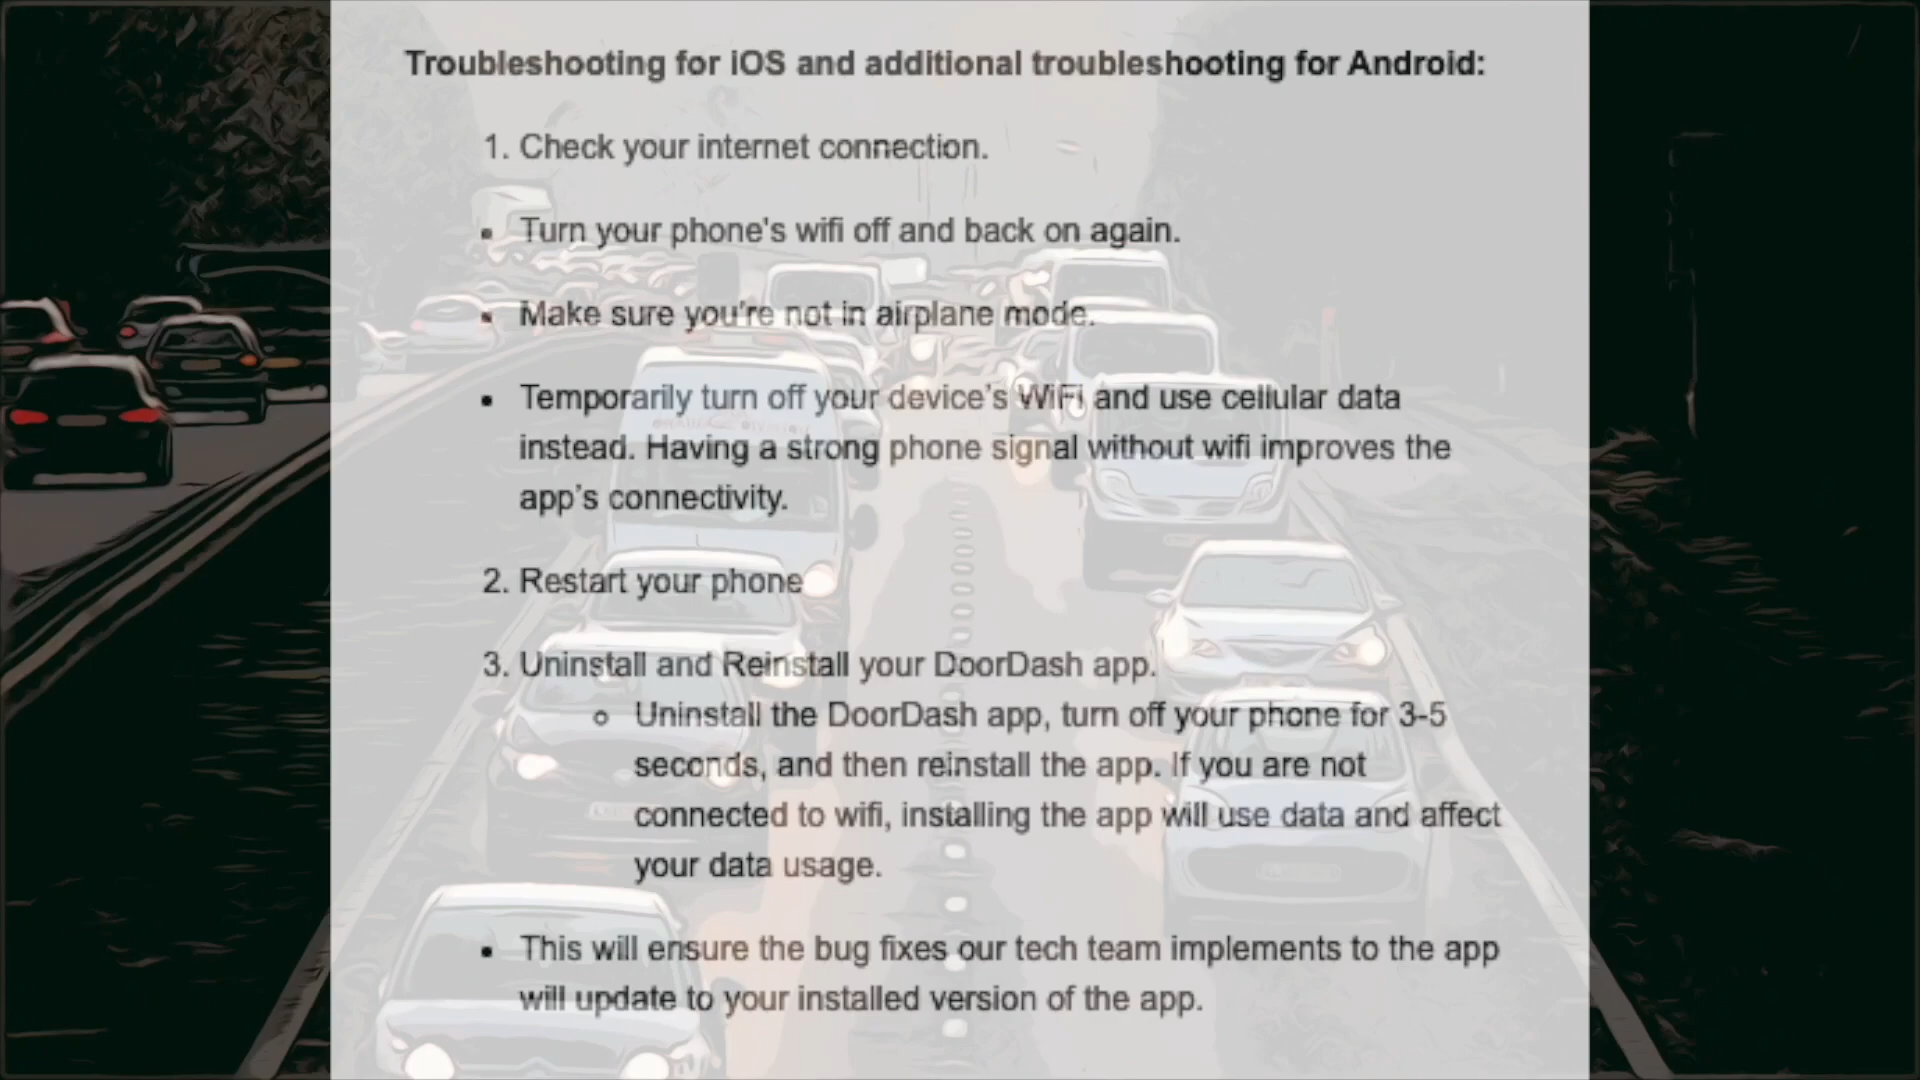 Troubleshooting for iOS and additional troubleshooting for Android:
1. Check your internet connection.
▪ Turn your phone's wifi off and back on again.
▪ Make sure you're not in airplane mode.
▪ Temporarily turn off your device’s WiFi and use cellular data
instead. Having a strong phone signal without wifi improves the
app’s connectivity.
2. Restart your phone
3. Uninstall and Reinstall your DoorDash app.
o Uninstall the DoorDash app, turn off your phone for 3-5
seconds, and then reinstall the app. If you are not
connected to wifi, installing the app will use data and affect
your data usage.
▪ This will ensure the bug fixes our tech team implements to the app
will update to your installed version of the app.